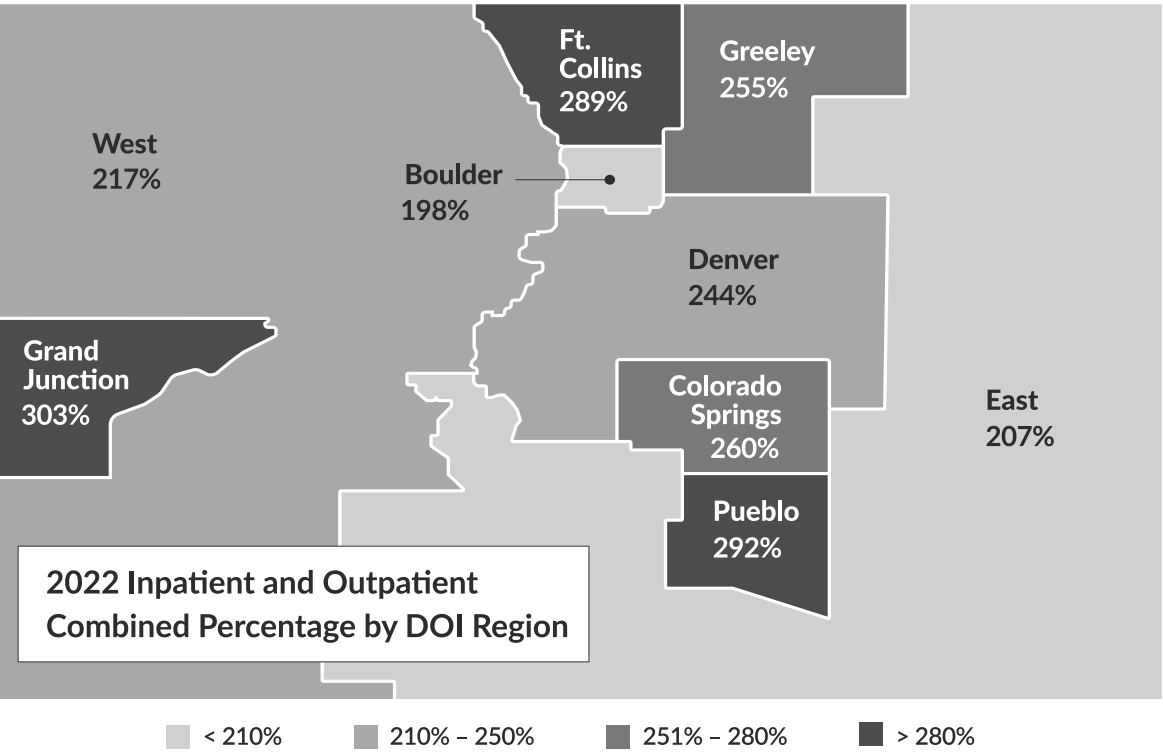 Ft.
Collins
289%
Greeley
255%
West
217%
Boulder
198%
Denver
244%
Grand
Junction
303%
Colorado
Springs
260%
East
207%
Pueblo
292%
2022 Inpatient and Outpatient
Combined Percentage by DOI Region
< 210%
210% – 250%
251% – 280%
> 280%